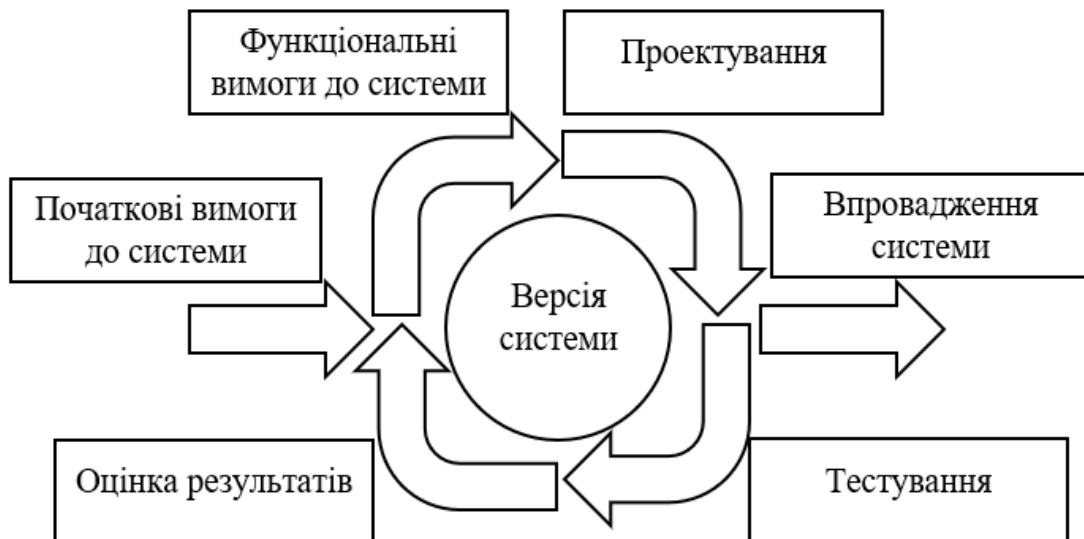 Функціональні
вимоги до системи
Проектування
Початкові вимоги
до системи
Впровадження
системи
Версія
системи
Оцінка результатів
Тестування